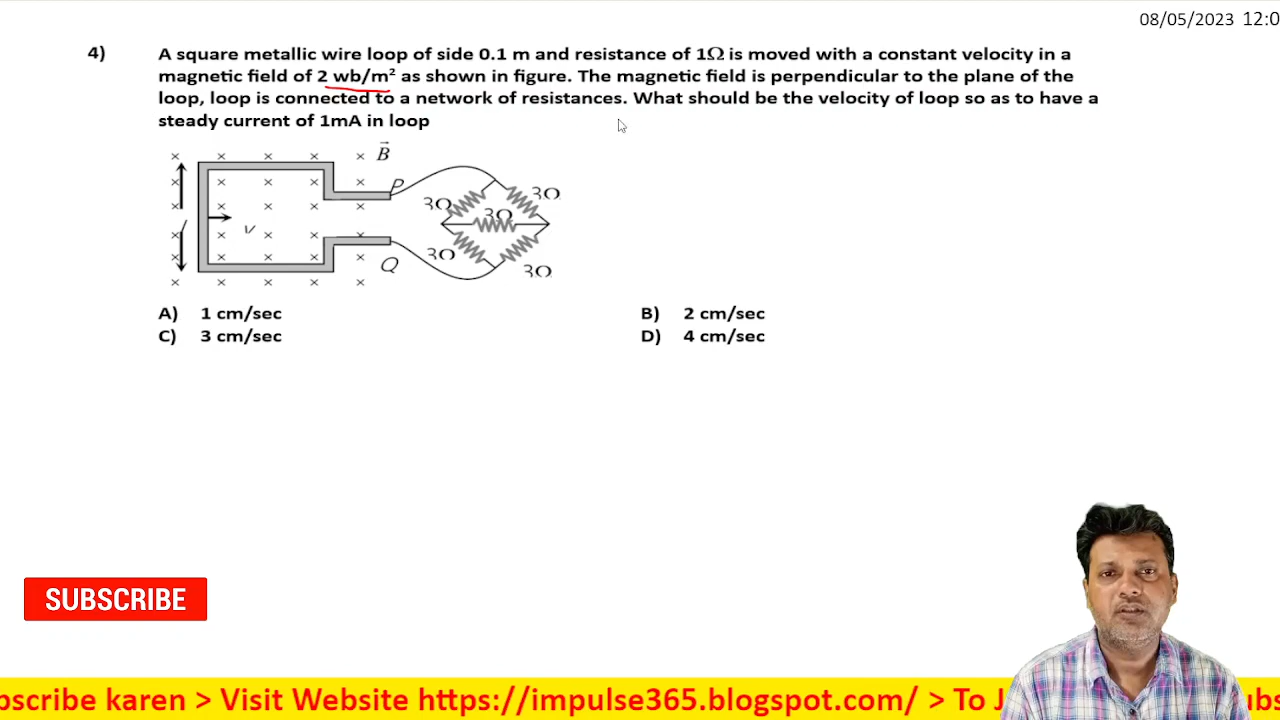 08/05/2023 12:0
4) A square metallic wire loop of side 0.1 m and resistance of 1Ω is moved with a constant velocity in a
magnetic field of 2 wb/m² as shown in figure. The magnetic field is perpendicular to the plane of the
loop, loop is connected to a network of resistances. What should be the velocity of loop so as to have a
steady current of 1mA in loop
B
P
3Ω
3Ω
3Ω
V
3Ω
Q
3Ω
A) 1 cm/sec B) 2 cm/sec
C) 3 cm/sec D) 4 cm/sec
SUBSCRIBE
bscribe karen > Visit Website https://impulse365.blogspot.com/ > To J ubs